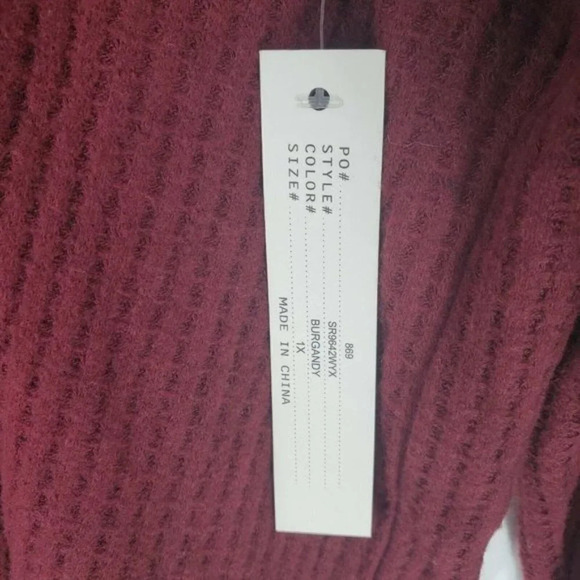 PO# 869
STYLE# SR9642WYX
COLOR# BURGANDY
SIZE# 1X
MADE IN CHINA